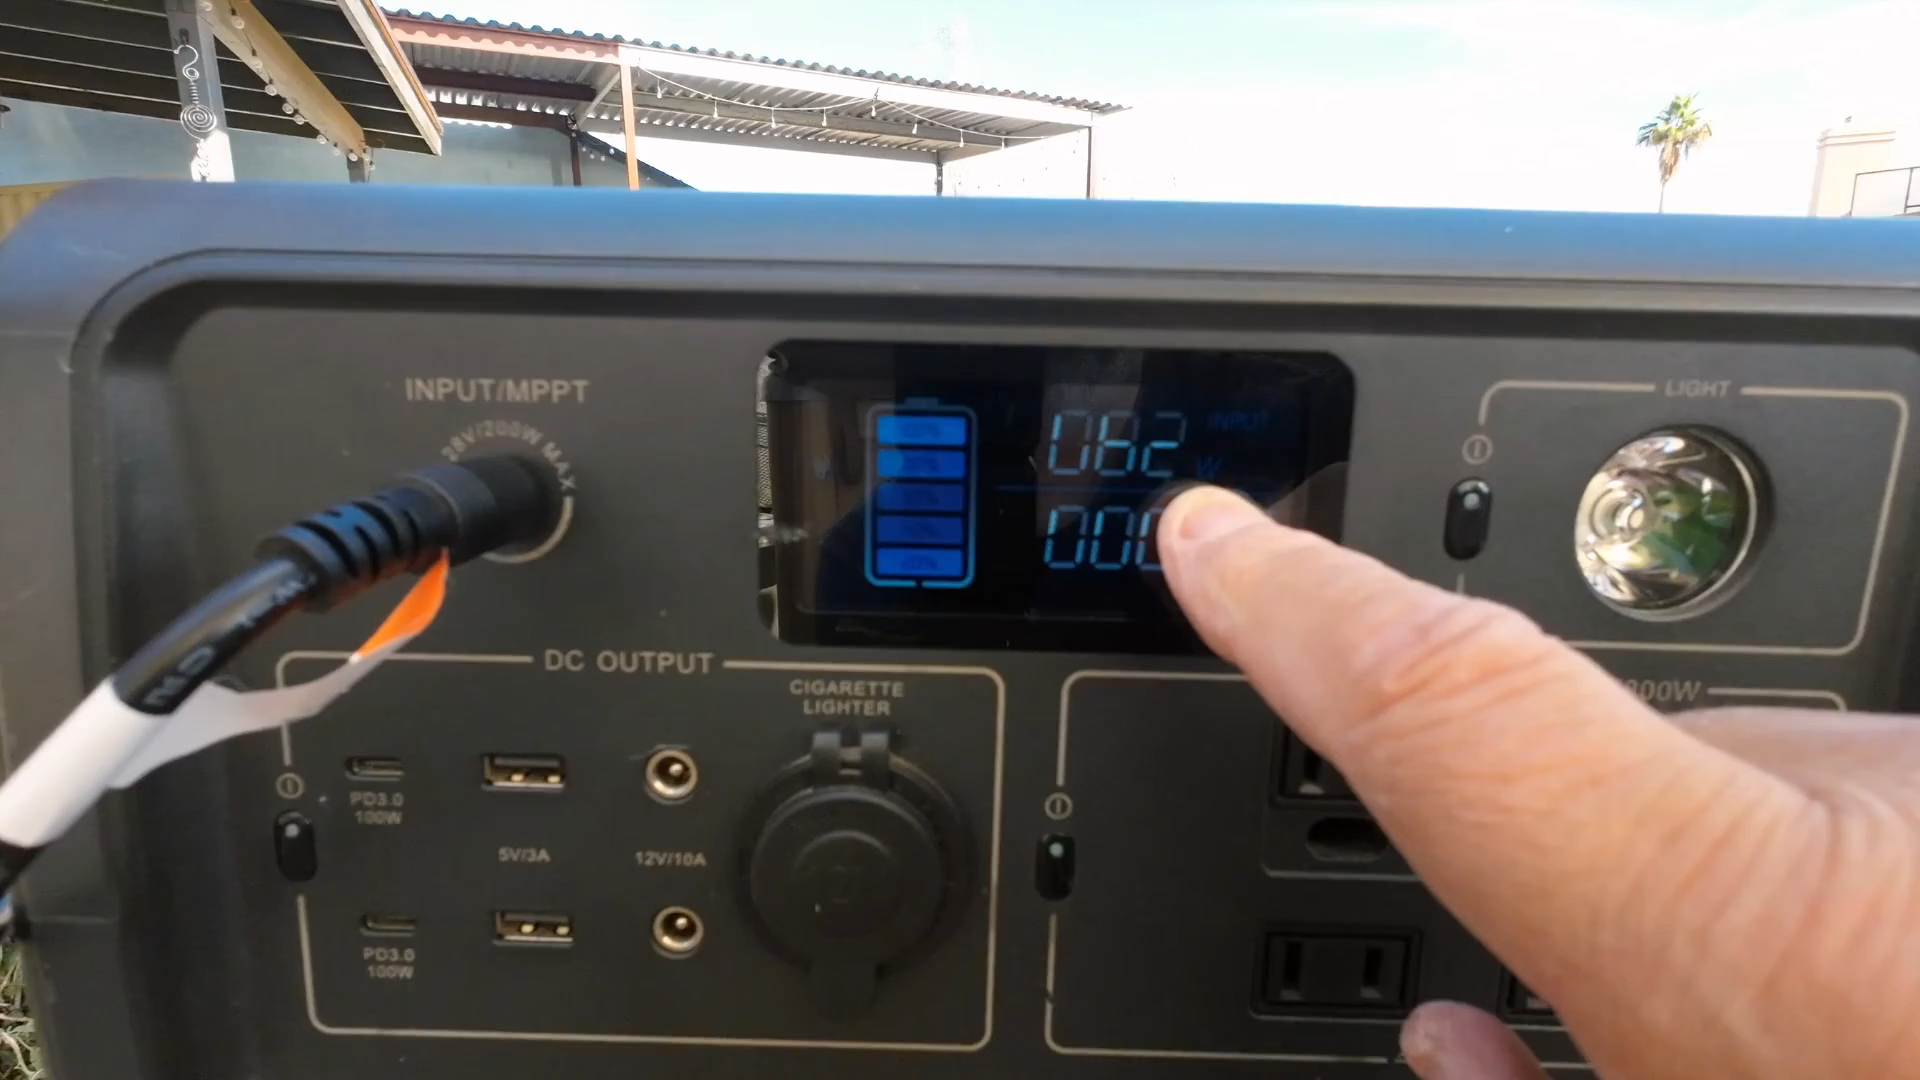 INPUT/MPPT
28V/200W MAX
INPUT
W
000
LIGHT
DC OUTPUT
CIGARETTE
LIGHTER
PD3.0
100W
5V/3A
12V/10A
PD3.0
100W